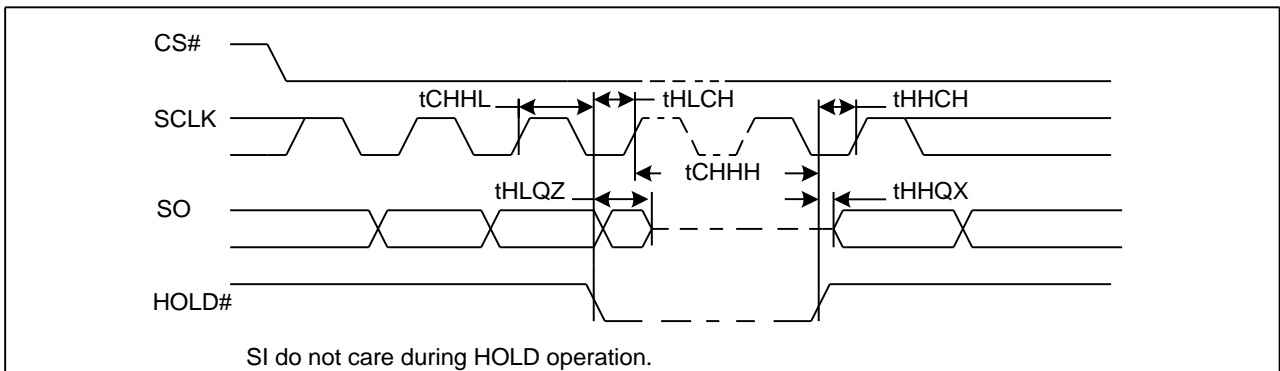 CS#
tCHHL
tHLCH
tHHCH
SCLK
tCHHH
tHLQZ
tHHQX
SO
HOLD#
SI do not care during HOLD operation.